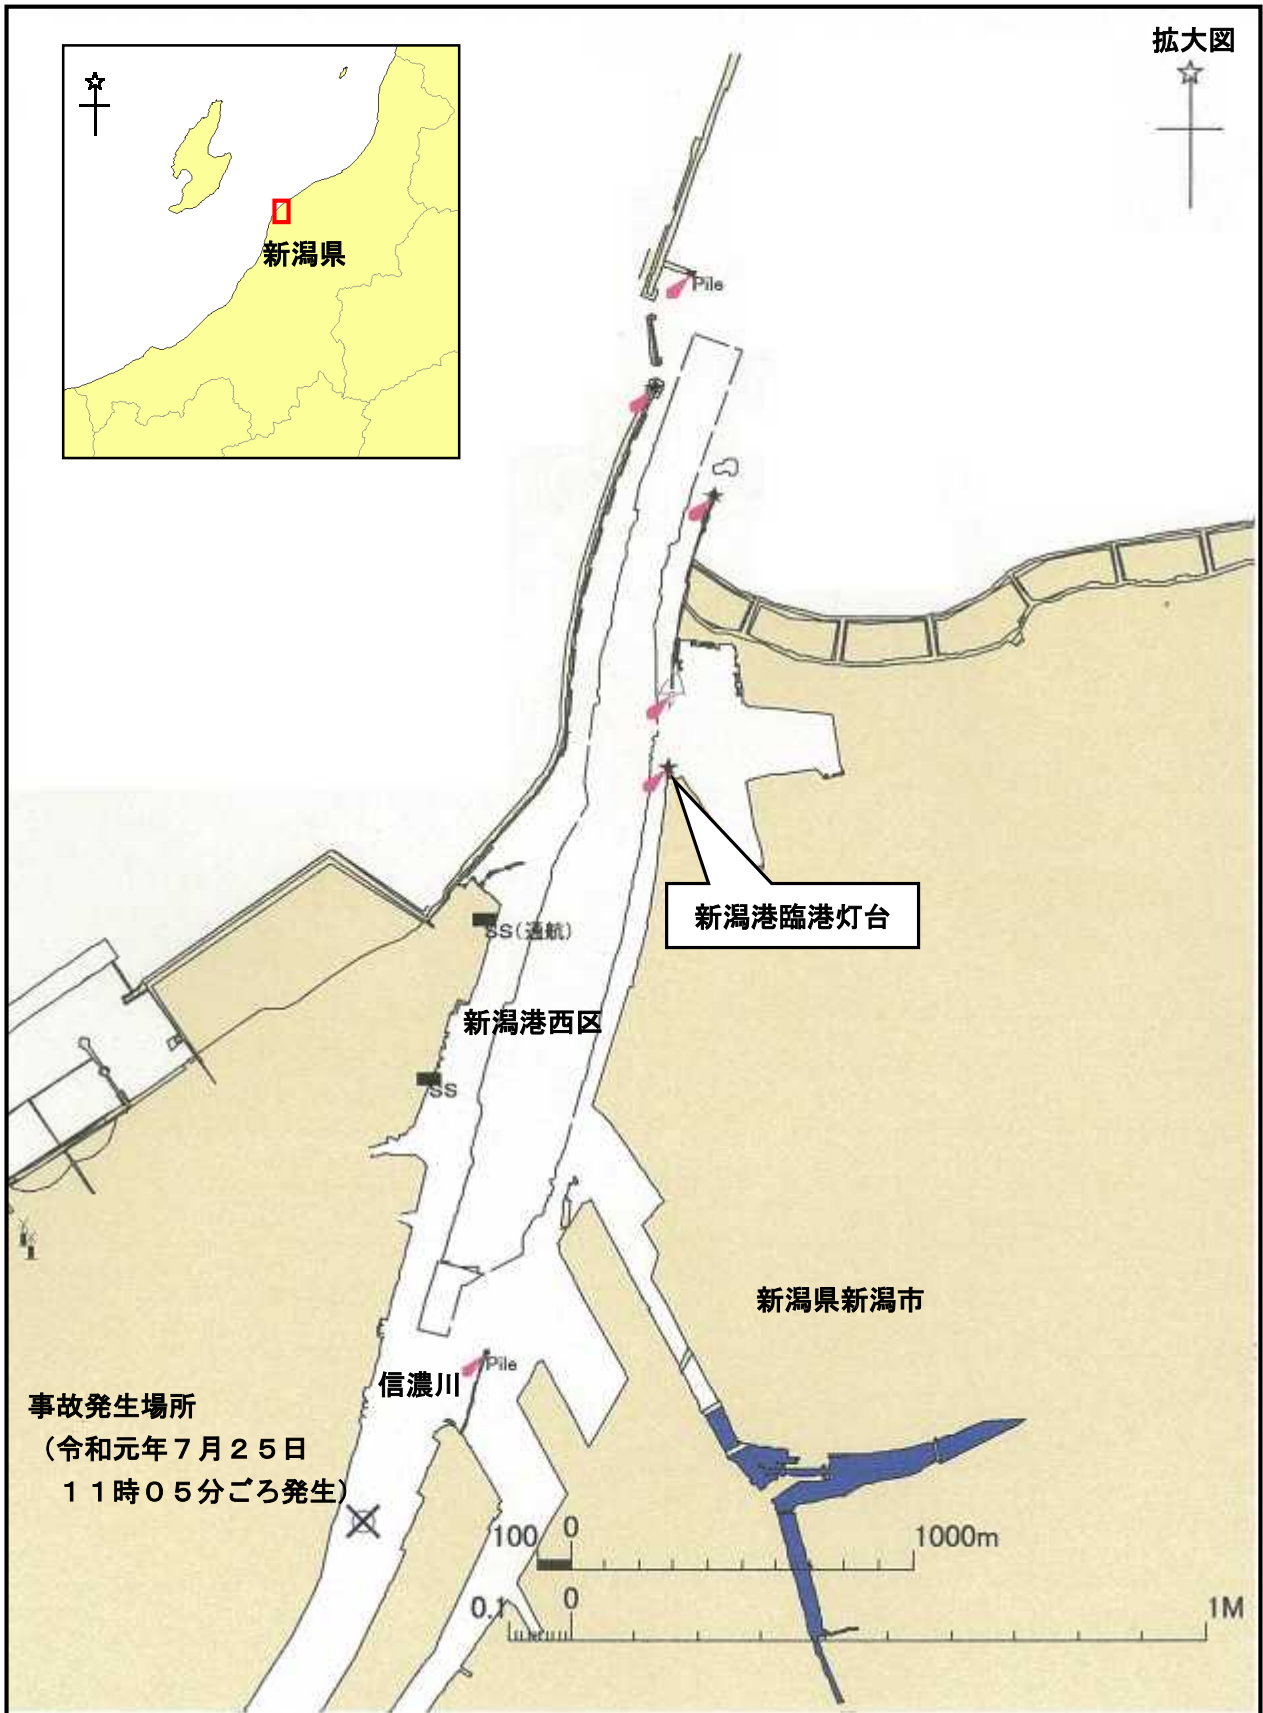 拡大図
新潟県
Pile
新潟港臨港灯台
SS(通航)
新潟港西区
SS
新潟県新潟市
Pile
信濃川
事故発生場所
（令和元年７月２５日
１１時０５分ごろ発生）
100 0 1000m
0.1 0 1M